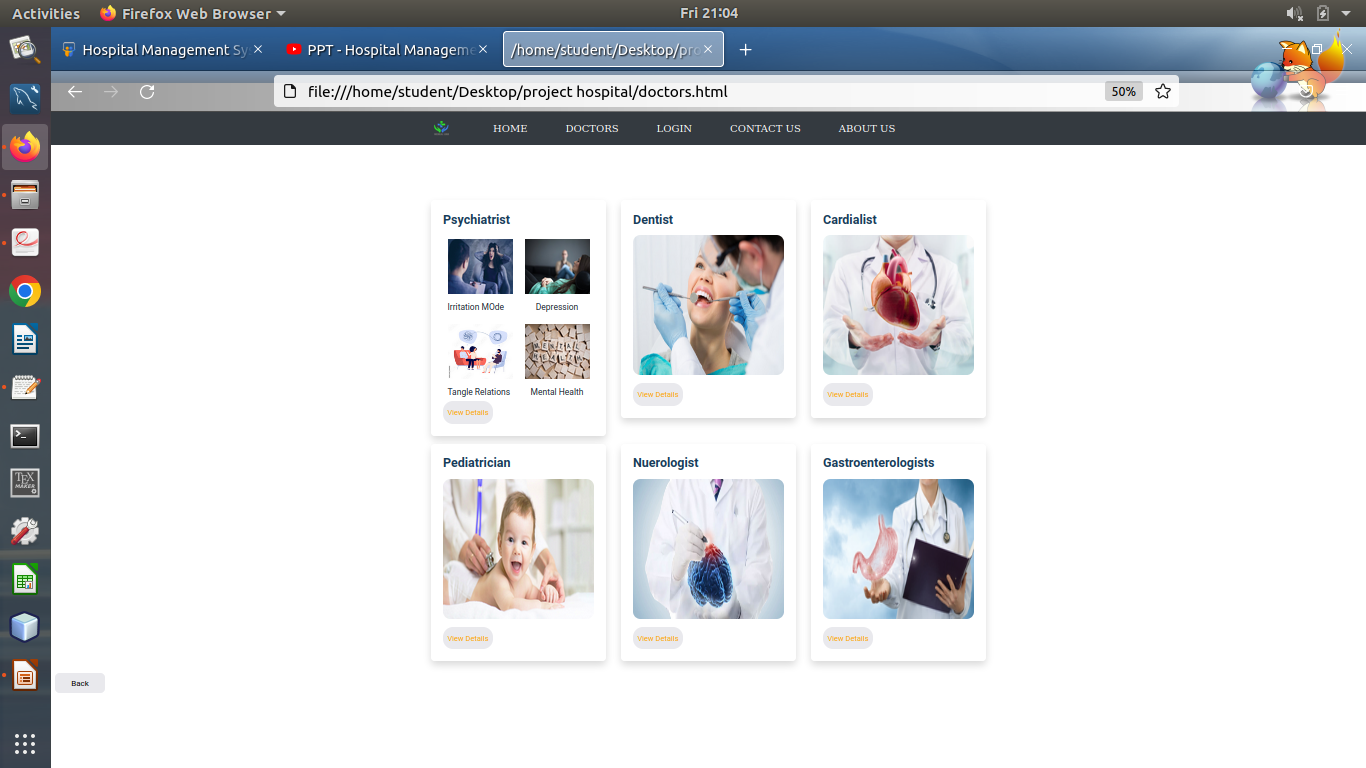 Activities
Firefox Web Browser
Fri 21:04
Hospital Management Sy
PPT - Hospital Manageme
/home/student/Desktop/pro
file:///home/student/Desktop/project hospital/doctors.html
50%
HOME
DOCTORS
LOGIN
CONTACT US
ABOUT US
Psychiatrist
Dentist
Cardialist
Irritation MOde
Depression
Tangle Relations
Mental Health
View Details
View Details
View Details
Pediatrician
Nuerologist
Gastroenterologists
View Details
View Details
View Details
Back